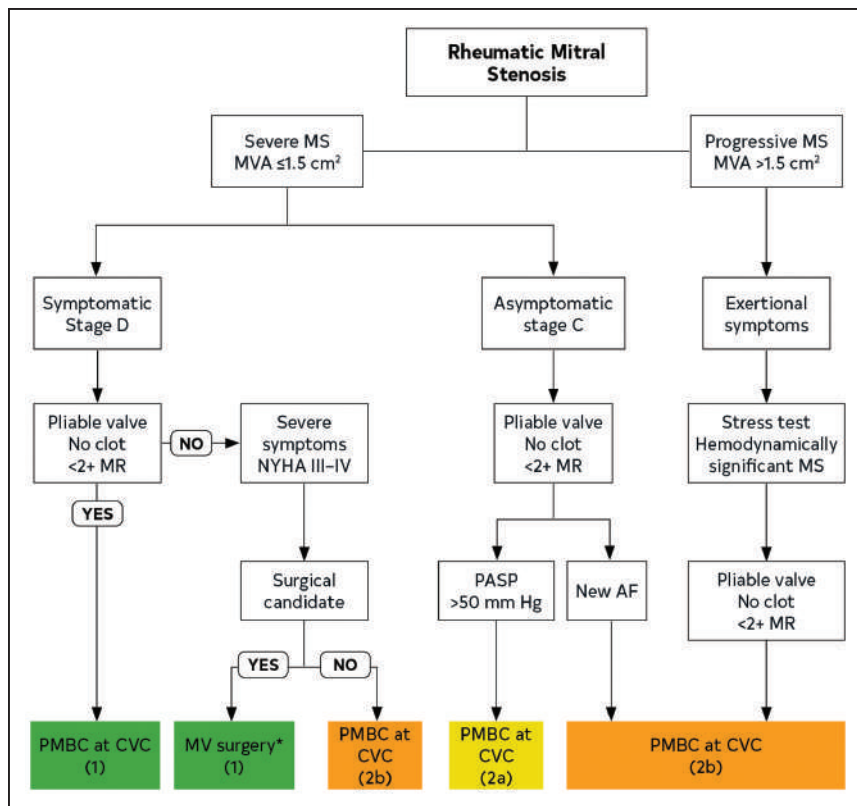 Rheumatic Mitral
Stenosis
Severe MS
MVA ≤1.5 cm²
Progressive MS
MVA >1.5 cm²
Symptomatic
Stage D
Asymptomatic
stage C
Exertional
symptoms
Pliable valve
No clot
<2+ MR
NO
Severe
symptoms
NYHA III–IV
Pliable valve
No clot
<2+ MR
Stress test
Hemodynamically
significant MS
YES
Surgical
candidate
PASP
>50 mm Hg
New AF
Pliable valve
No clot
<2+ MR
YES
NO
PMBC at CVC
(1)
MV surgery*
(1)
PMBC at
CVC
(2b)
PMBC at
CVC
(2a)
PMBC at CVC
(2b)